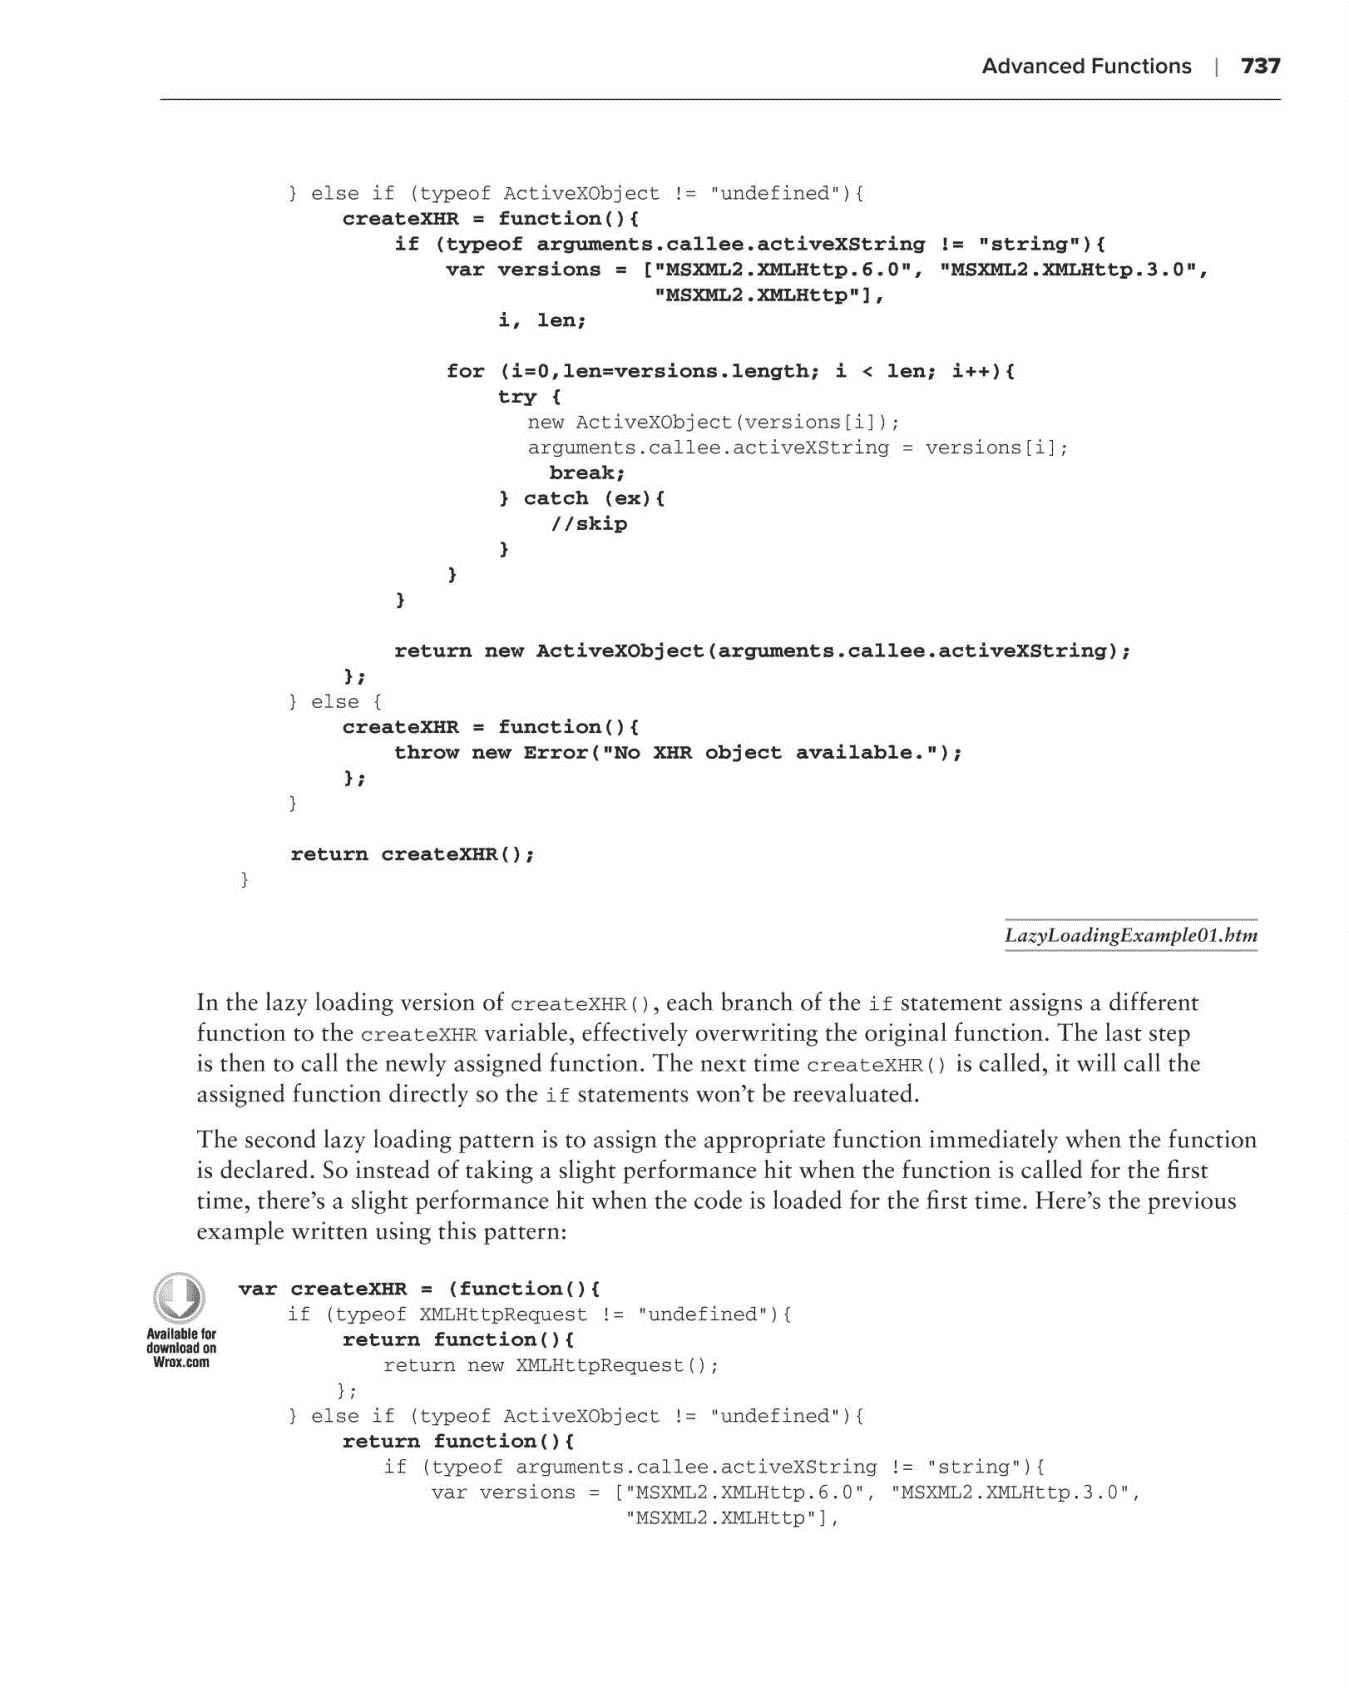 Advanced Functions | 737
} else if (typeof ActiveXObject != "undefined"){
createXHR = function(){
if (typeof arguments.callee.activeXString != "string"){
var versions = ["MSXML2.XMLHttp.6.0", "MSXML2.XMLHttp.3.0",
"MSXML2.XMLHttp"],
i, len;
for (i=0,len=versions.length; i < len; i++){
try {
new ActiveXObject(versions[i]);
arguments.callee.activeXString = versions[i];
break;
} catch (ex){
//skip
}
}
}
return new ActiveXObject(arguments.callee.activeXString);
};
} else {
createXHR = function(){
throw new Error("No XHR object available.");
};
}
return createXHR();
}
LazyLoadingExample01.htm
In the lazy loading version of createXHR(), each branch of the if statement assigns a different
function to the createXHR variable, effectively overwriting the original function. The last step
is then to call the newly assigned function. The next time createXHR() is called, it will call the
assigned function directly so the if statements won't be reevaluated.
The second lazy loading pattern is to assign the appropriate function immediately when the function
is declared. So instead of taking a slight performance hit when the function is called for the first
time, there's a slight performance hit when the code is loaded for the first time. Here's the previous
example written using this pattern:
Available for
download on
Wrox.com
var createXHR = (function(){
if (typeof XMLHttpRequest != "undefined"){
return function(){
return new XMLHttpRequest();
};
} else if (typeof ActiveXObject != "undefined"){
return function(){
if (typeof arguments.callee.activeXString != "string"){
var versions = ["MSXML2.XMLHttp.6.0", "MSXML2.XMLHttp.3.0",
"MSXML2.XMLHttp"],